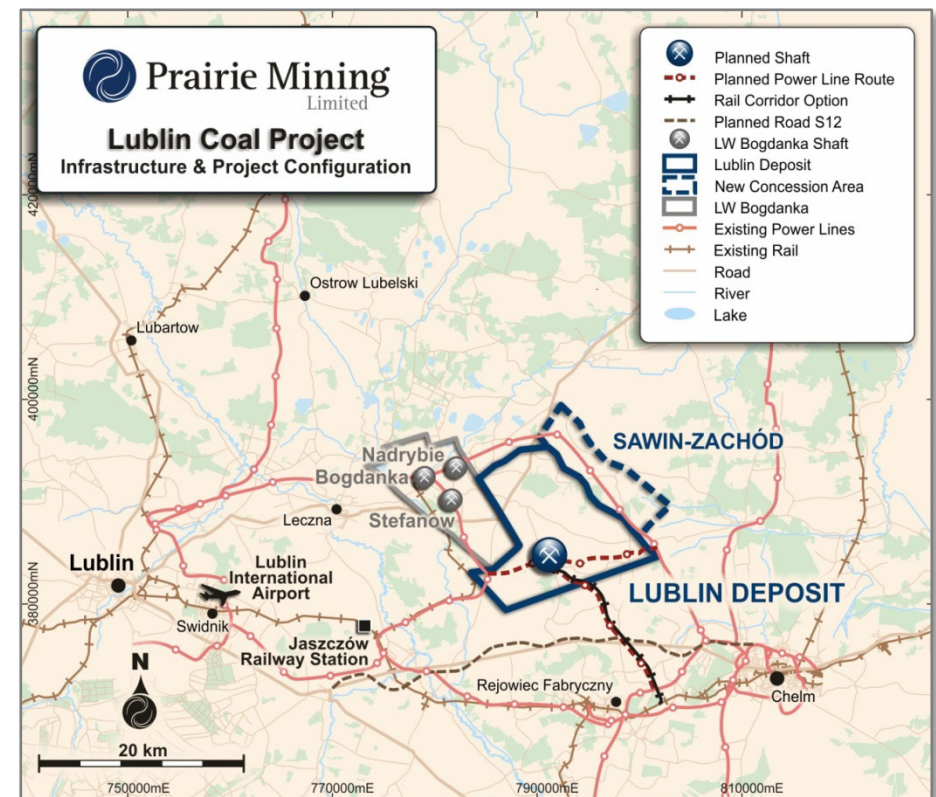 Prairie Mining
Limited
Lublin Coal Project
Infrastructure & Project Configuration
Planned Shaft
Planned Power Line Route
Rail Corridor Option
Planned Road S12
LW Bogdanka Shaft
Lublin Deposit
New Concession Area
LW Bogdanka
Existing Power Lines
Existing Rail
Road
River
Lake
420000mN
Ostrow Lubelski
Lubartow
400000mN
SAWIN-ZACHÓD
Nadrybie
Bogdanka
Stefanow
Leczna
Lublin
Lublin
International
Airport
LUBLIN DEPOSIT
380000mN
Swidnik
Jaszczów
Railway Station
N
Rejowiec Fabryczny
Chelm
20 km
750000mE
770000mE
790000mE
810000mE